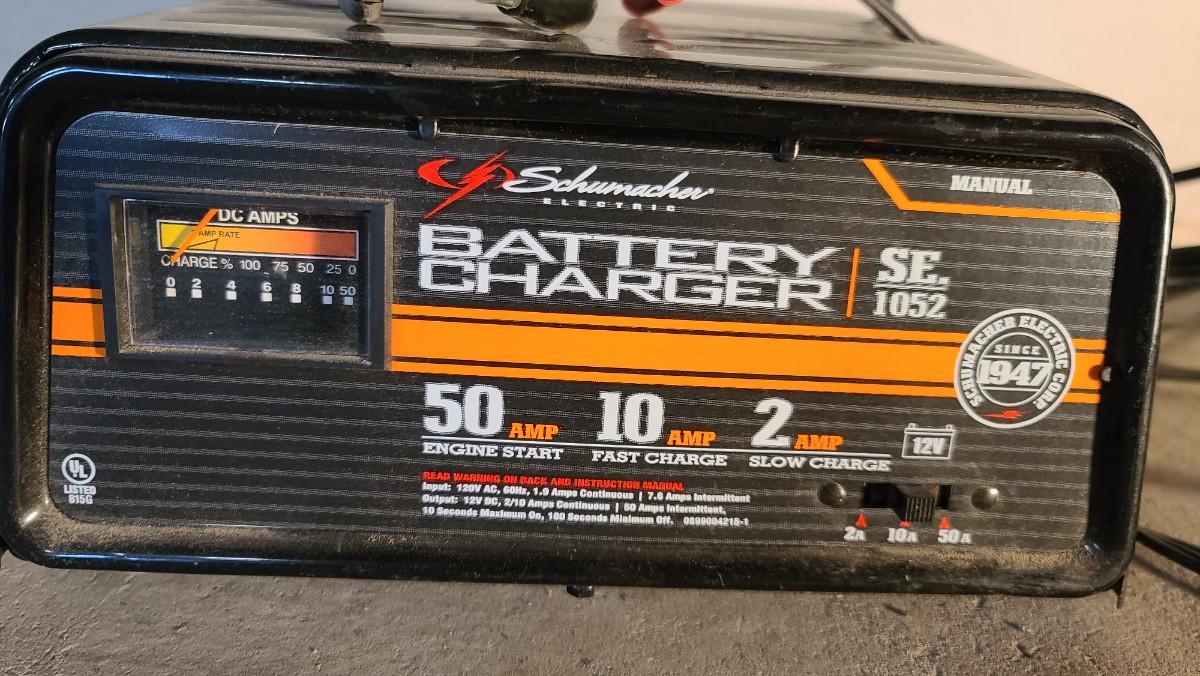 Schumacher
ELECTRIC
MANUAL
DC AMPS
AMP RATE
CHARGE % 100 75 50 25 0
0 2 4 6 8 10 50
BATTERY
CHARGER
SE.
1052
SCHUMACHER ELECTRIC CORP
SINCE
1947
50 AMP
ENGINE START
10 AMP
FAST CHARGE
2 AMP
SLOW CHARGE
12V
UL
LISTED
815G
READ WARNING ON BACK AND INSTRUCTION MANUAL
Input: 120V AC, 60Hz, 1.9 Amps Continuous | 7.6 Amps Intermittent
Output: 12V DC, 2/10 Amps Continuous | 50 Amps Intermittent,
10 Seconds Maximum On, 180 Seconds Minimum Off. 0899004218-1
2A 10A 50A